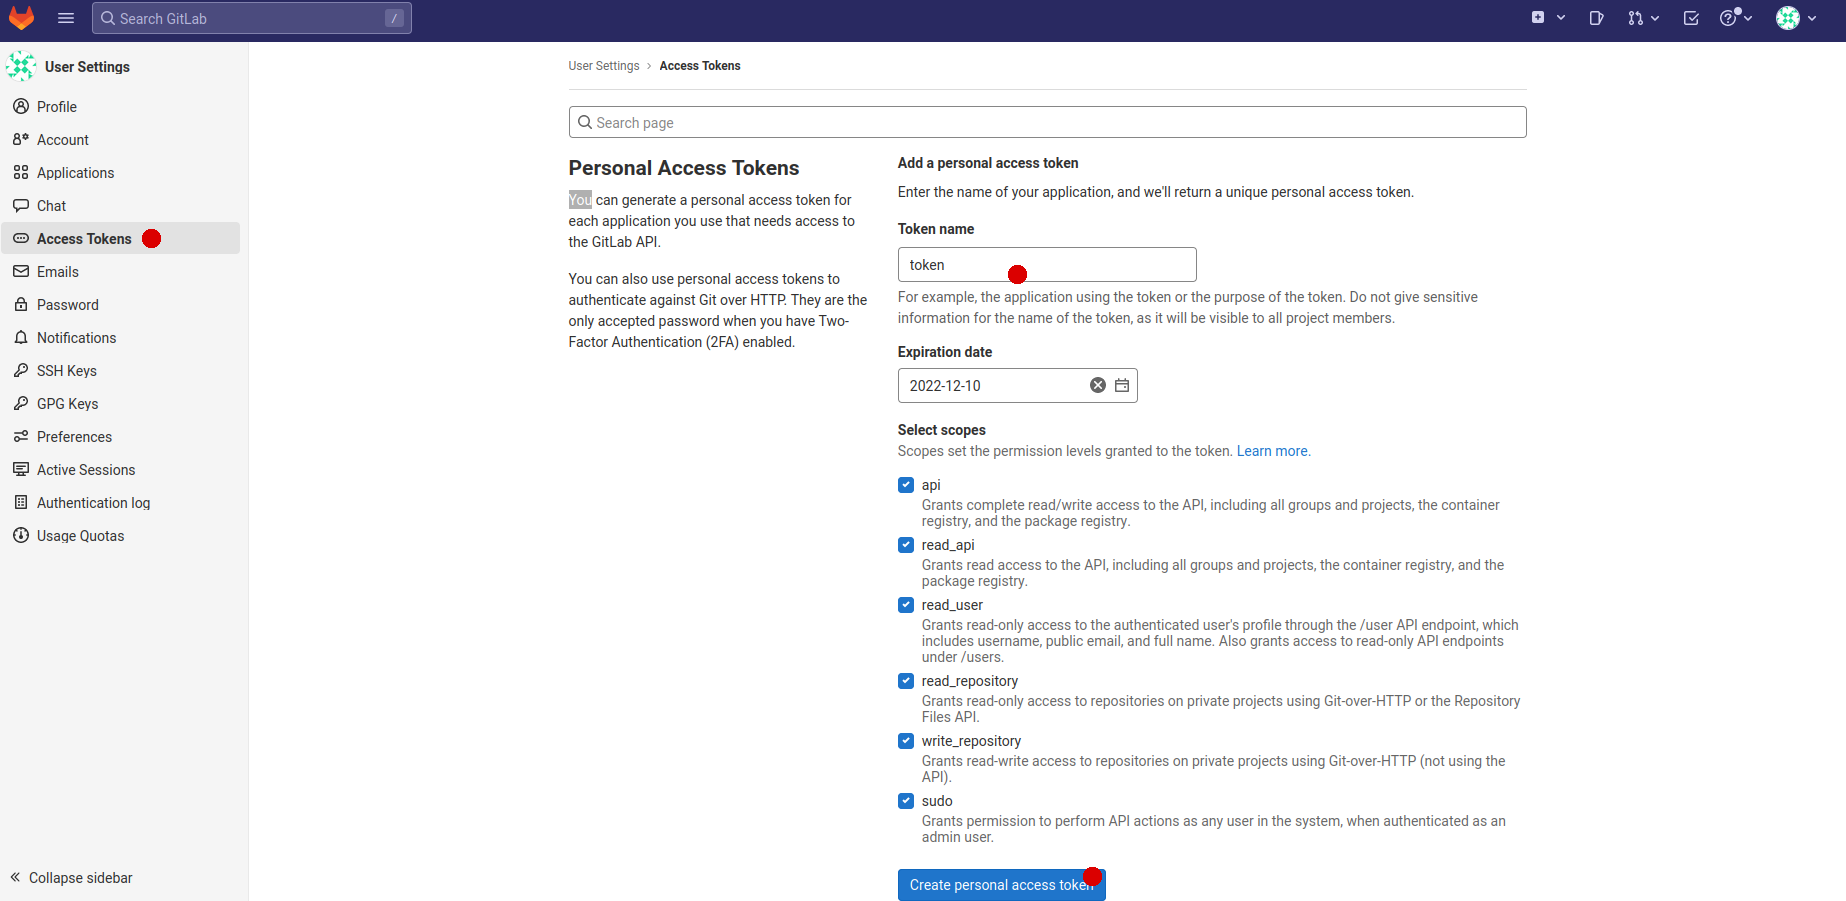 Search GitLab /
User Settings
Profile
Account
Applications
Chat
Access Tokens
Emails
Password
Notifications
SSH Keys
GPG Keys
Preferences
Active Sessions
Authentication log
Usage Quotas
Collapse sidebar
User Settings › Access Tokens
Search page
Personal Access Tokens
You can generate a personal access token for
each application you use that needs access to
the GitLab API.
You can also use personal access tokens to
authenticate against Git over HTTP. They are the
only accepted password when you have Two-
Factor Authentication (2FA) enabled.
Add a personal access token
Enter the name of your application, and we'll return a unique personal access token.
Token name
token
For example, the application using the token or the purpose of the token. Do not give sensitive
information for the name of the token, as it will be visible to all project members.
Expiration date
2022-12-10
Select scopes
Scopes set the permission levels granted to the token. Learn more.
api
Grants complete read/write access to the API, including all groups and projects, the container
registry, and the package registry.
read_api
Grants read access to the API, including all groups and projects, the container registry, and the
package registry.
read_user
Grants read-only access to the authenticated user's profile through the /user API endpoint, which
includes username, public email, and full name. Also grants access to read-only API endpoints
under /users.
read_repository
Grants read-only access to repositories on private projects using Git-over-HTTP or the Repository
Files API.
write_repository
Grants read-write access to repositories on private projects using Git-over-HTTP (not using the
API).
sudo
Grants permission to perform API actions as any user in the system, when authenticated as an
admin user.
Create personal access token